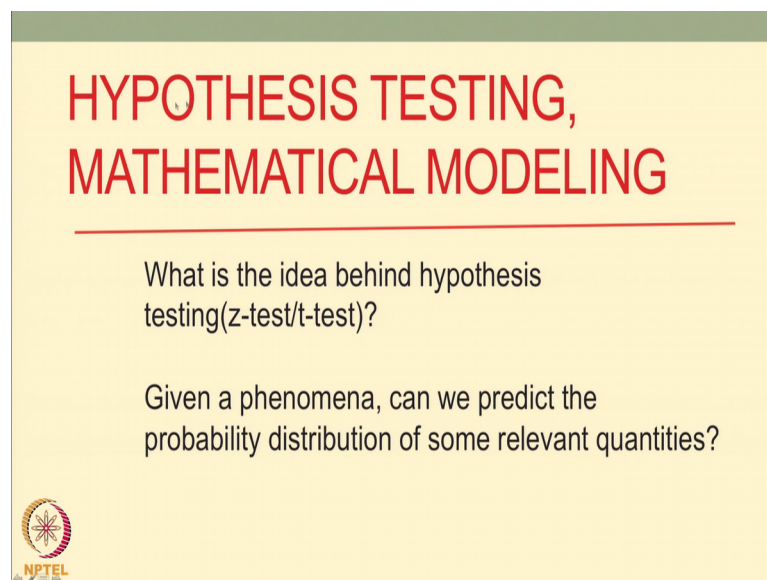 HYPOTHESIS TESTING,
MATHEMATICAL MODELING
What is the idea behind hypothesis
testing(z-test/t-test)?
Given a phenomena, can we predict the
probability distribution of some relevant quantities?
NPTEL